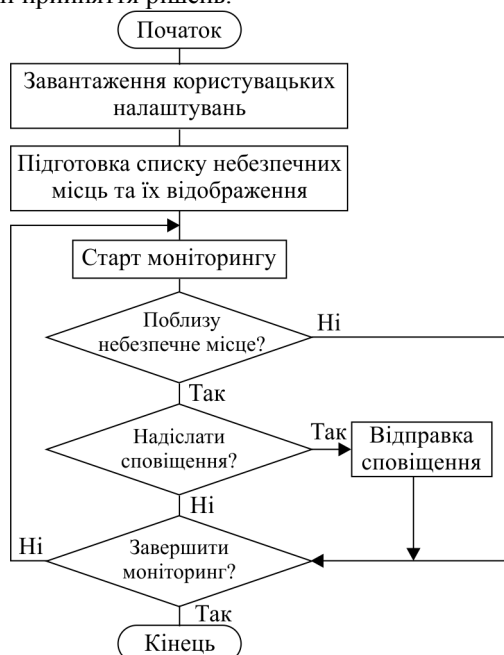 прийняття рішень.
Початок
Завантаження користувацьких
налаштувань
Підготовка списку небезпечних
місць та їх відображення
Старт моніторингу
Поблизу
небезпечне місце?
Ні
Так
Надіслати
сповіщення?
Так
Відправка
сповіщення
Ні
Завершити
моніторинг?
Ні
Так
Кінець